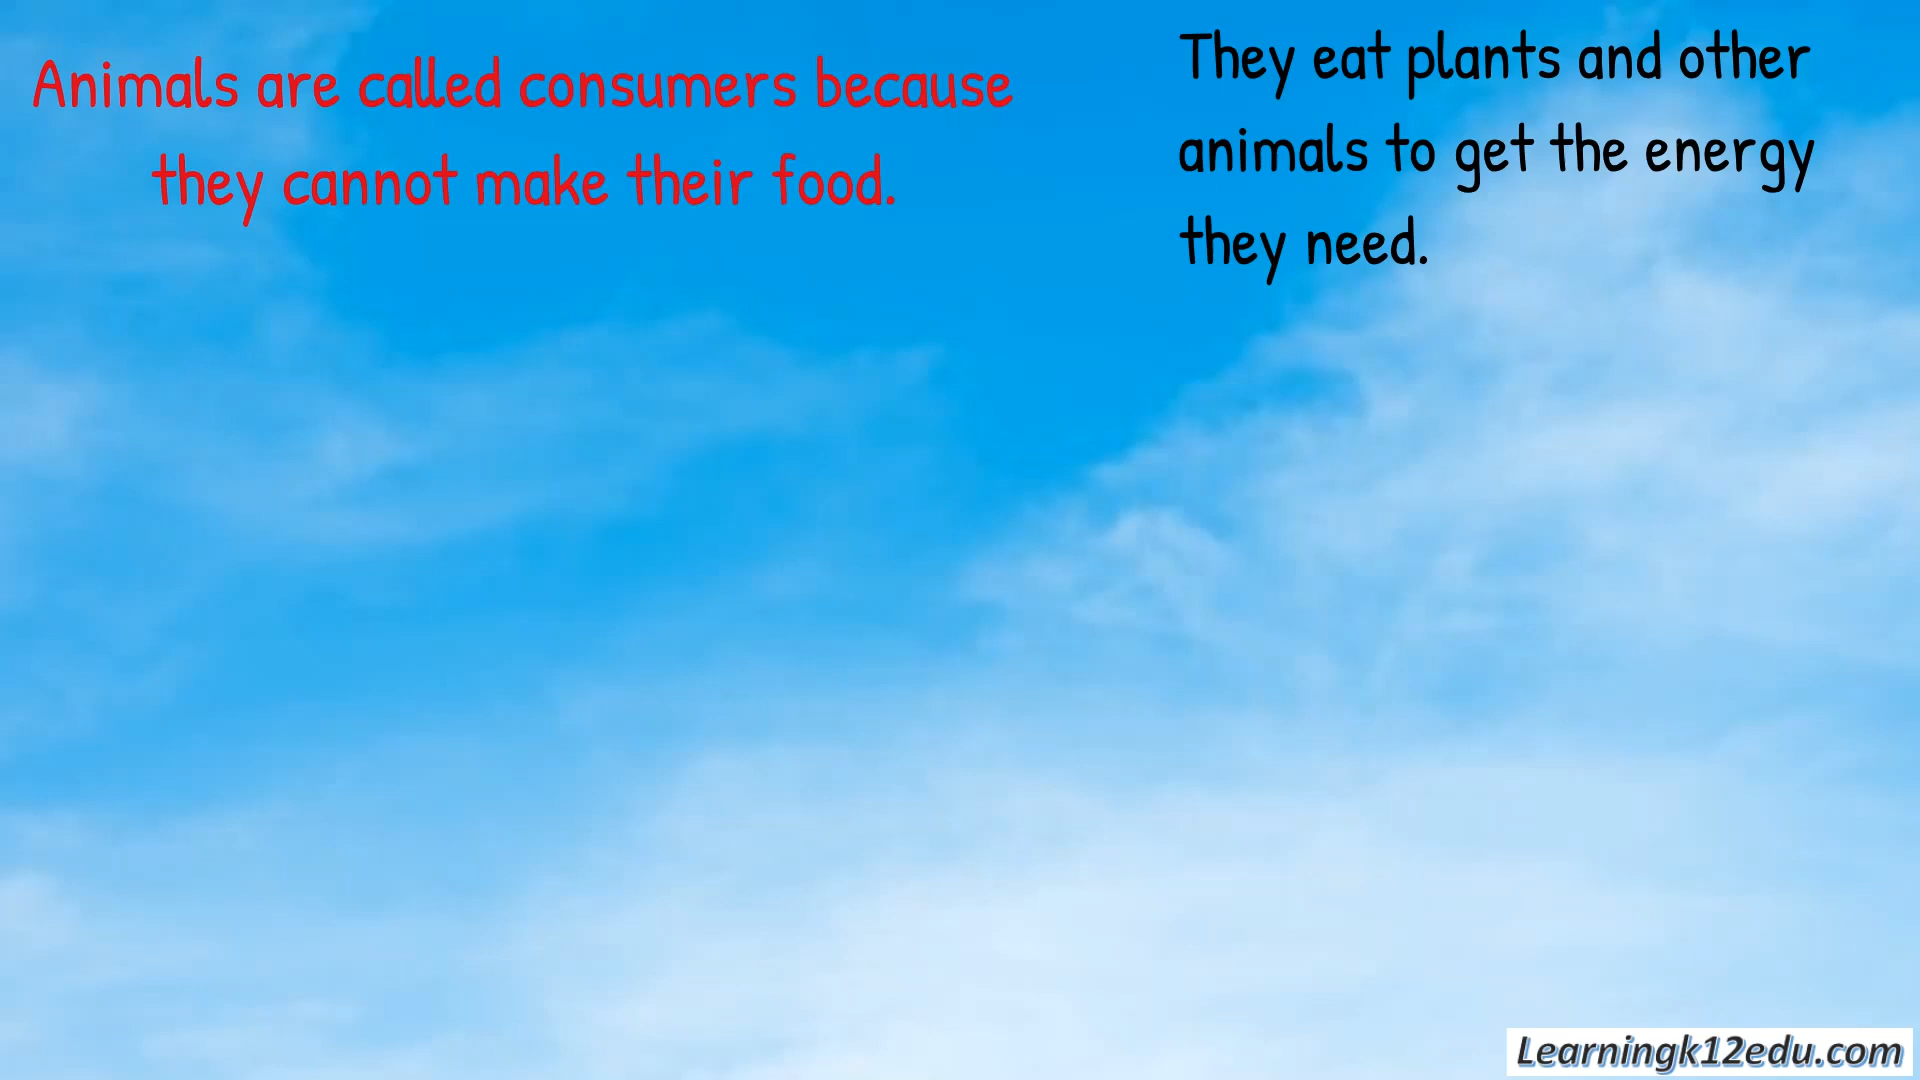 Animals are called consumers because
they cannot make their food.
They eat plants and other
animals to get the energy
they need.
Learningk12edu.com